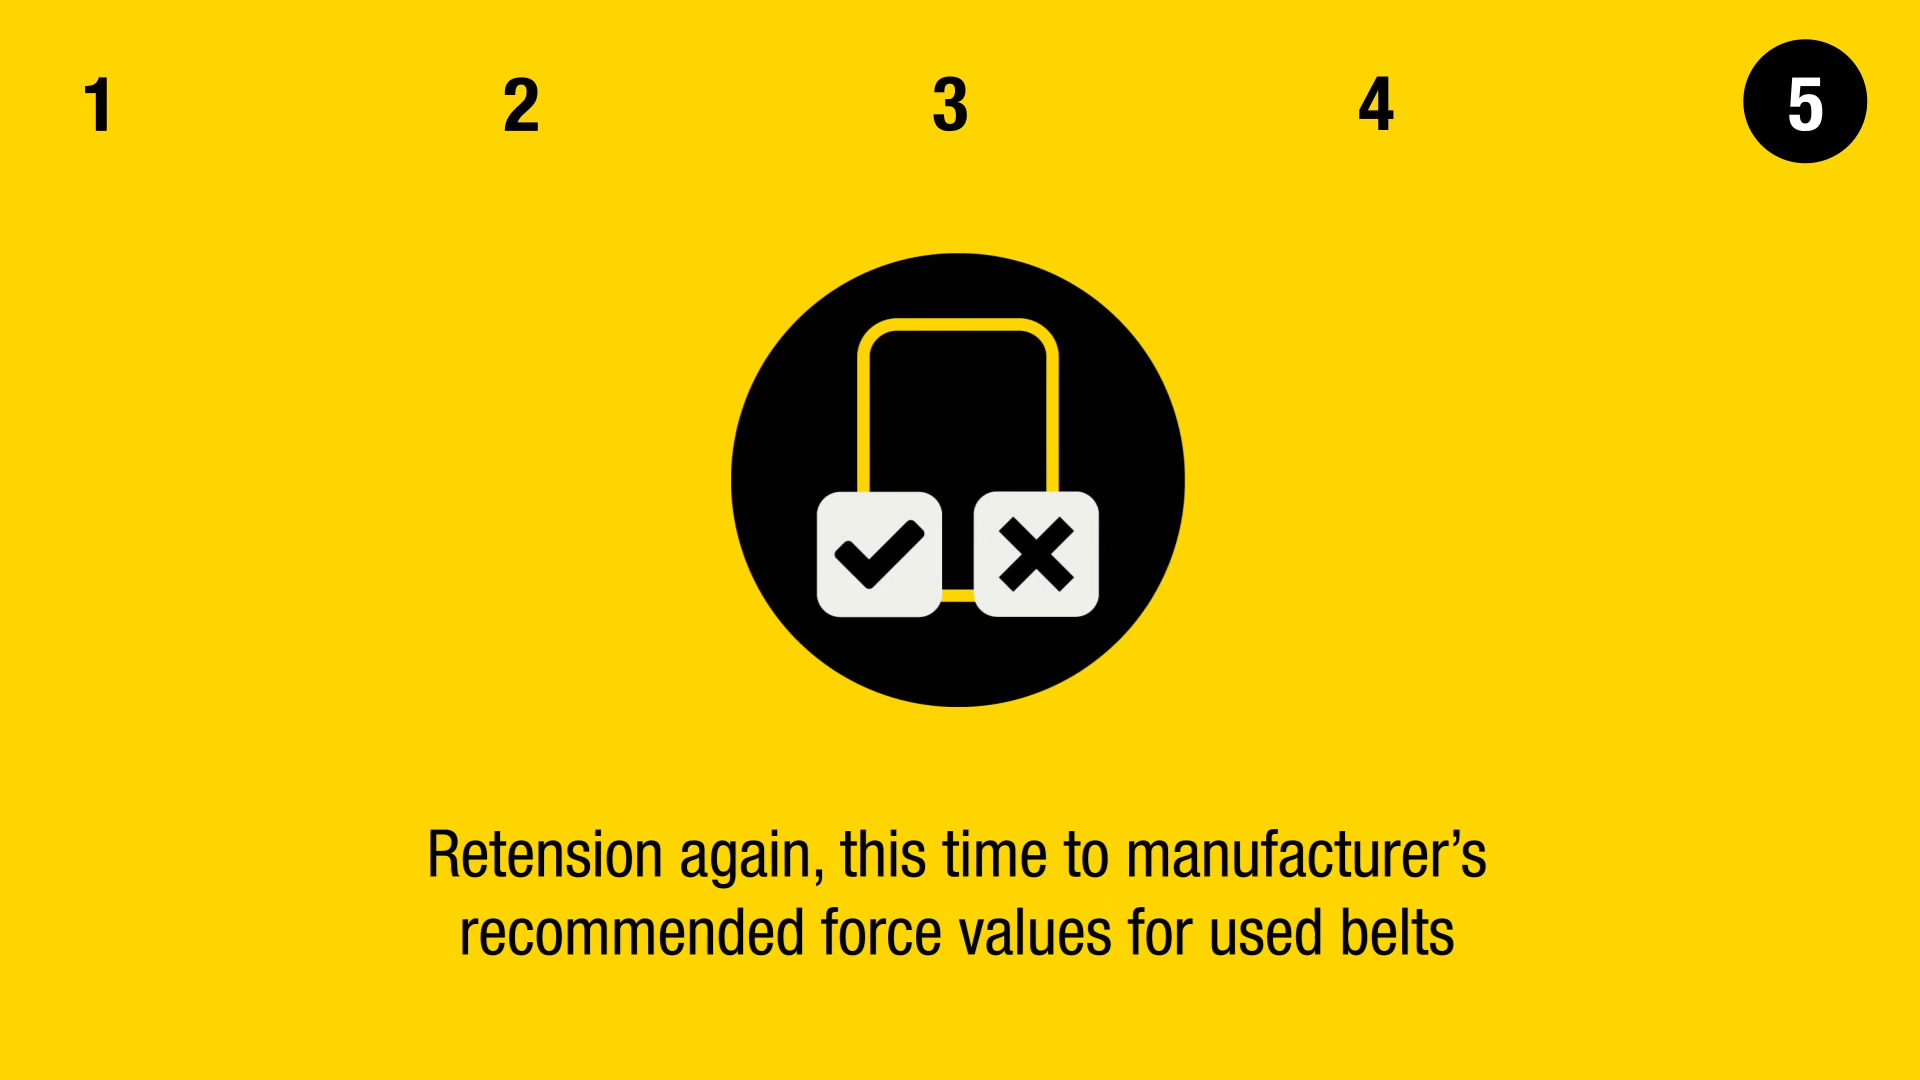 1 2 3 4 5
Retension again, this time to manufacturer’s
recommended force values for used belts